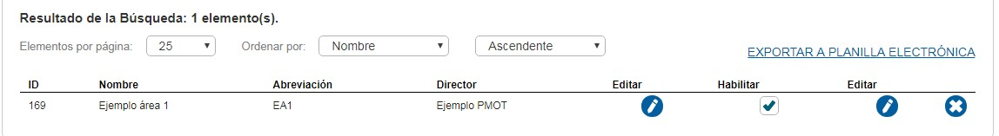 Resultado de la Búsqueda: 1 elemento(s).
Elementos por página: 25 Ordenar por: Nombre Ascendente
EXPORTAR A PLANILLA ELECTRÓNICA
ID Nombre Abreviación Director Editar Habilitar Editar
169 Ejemplo área 1 EA1 Ejemplo PMOT